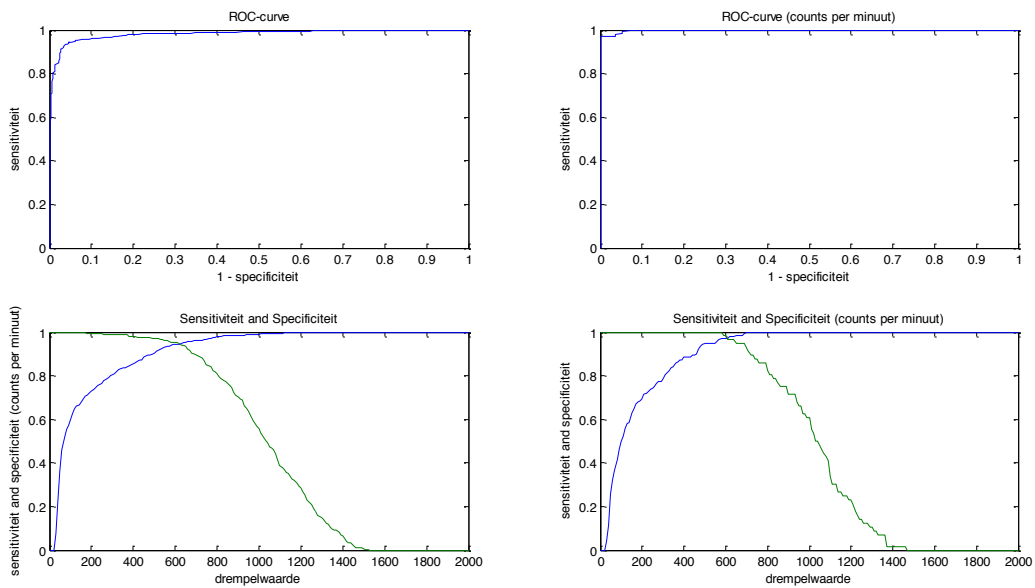 ROC-curve
sensitiviteit
1
0.8
0.6
0.4
0.2
0
0 0.1 0.2 0.3 0.4 0.5 0.6 0.7 0.8 0.9 1
1 - specificiteit
ROC-curve (counts per minuut)
sensitiviteit
1
0.8
0.6
0.4
0.2
0
0 0.1 0.2 0.3 0.4 0.5 0.6 0.7 0.8 0.9 1
1 - specificiteit
Sensitiviteit and Specificiteit
sensitiviteit and specificiteit (counts per minuut)
1
0.8
0.6
0.4
0.2
0
0 200 400 600 800 1000 1200 1400 1600 1800 2000
drempelwaarde
Sensitiviteit and Specificiteit (counts per minuut)
sensitiviteit and specificiteit
1
0.8
0.6
0.4
0.2
0
0 200 400 600 800 1000 1200 1400 1600 1800 2000
drempelwaarde